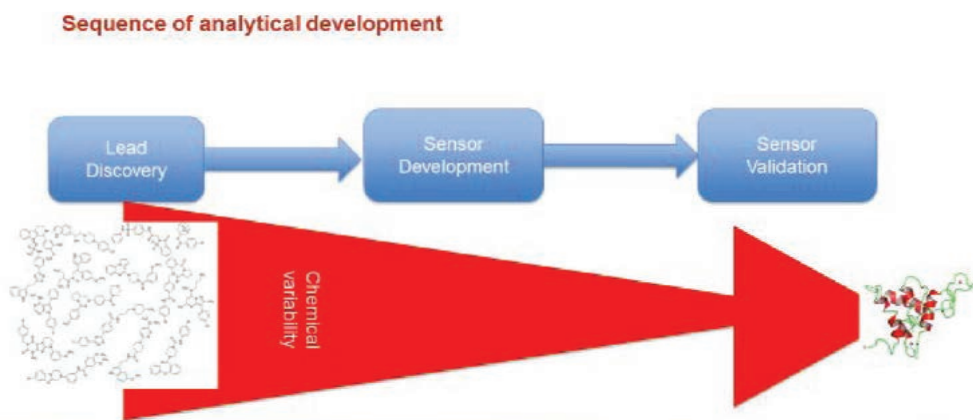 Sequence of analytical development
Lead
Discovery
Sensor
Development
Sensor
Validation
Chemical
variability